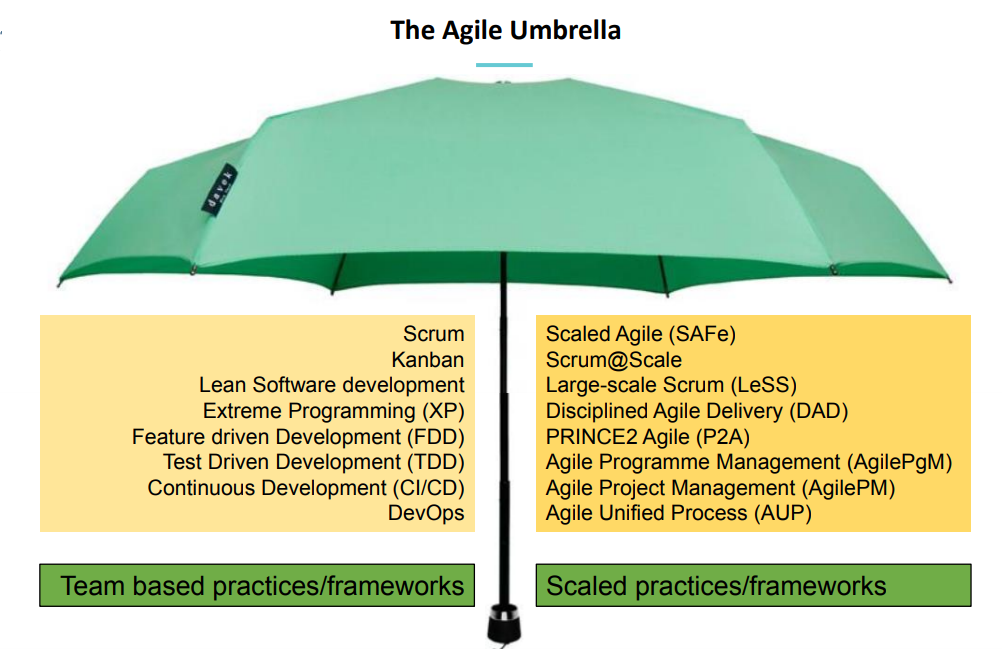 The Agile Umbrella
davek
Scrum
Kanban
Lean Software development
Extreme Programming (XP)
Feature driven Development (FDD)
Test Driven Development (TDD)
Continuous Development (CI/CD)
DevOps
Team based practices/frameworks
Scaled Agile (SAFe)
Scrum@Scale
Large-scale Scrum (LeSS)
Disciplined Agile Delivery (DAD)
PRINCE2 Agile (P2A)
Agile Programme Management (AgilePgM)
Agile Project Management (AgilePM)
Agile Unified Process (AUP)
Scaled practices/frameworks